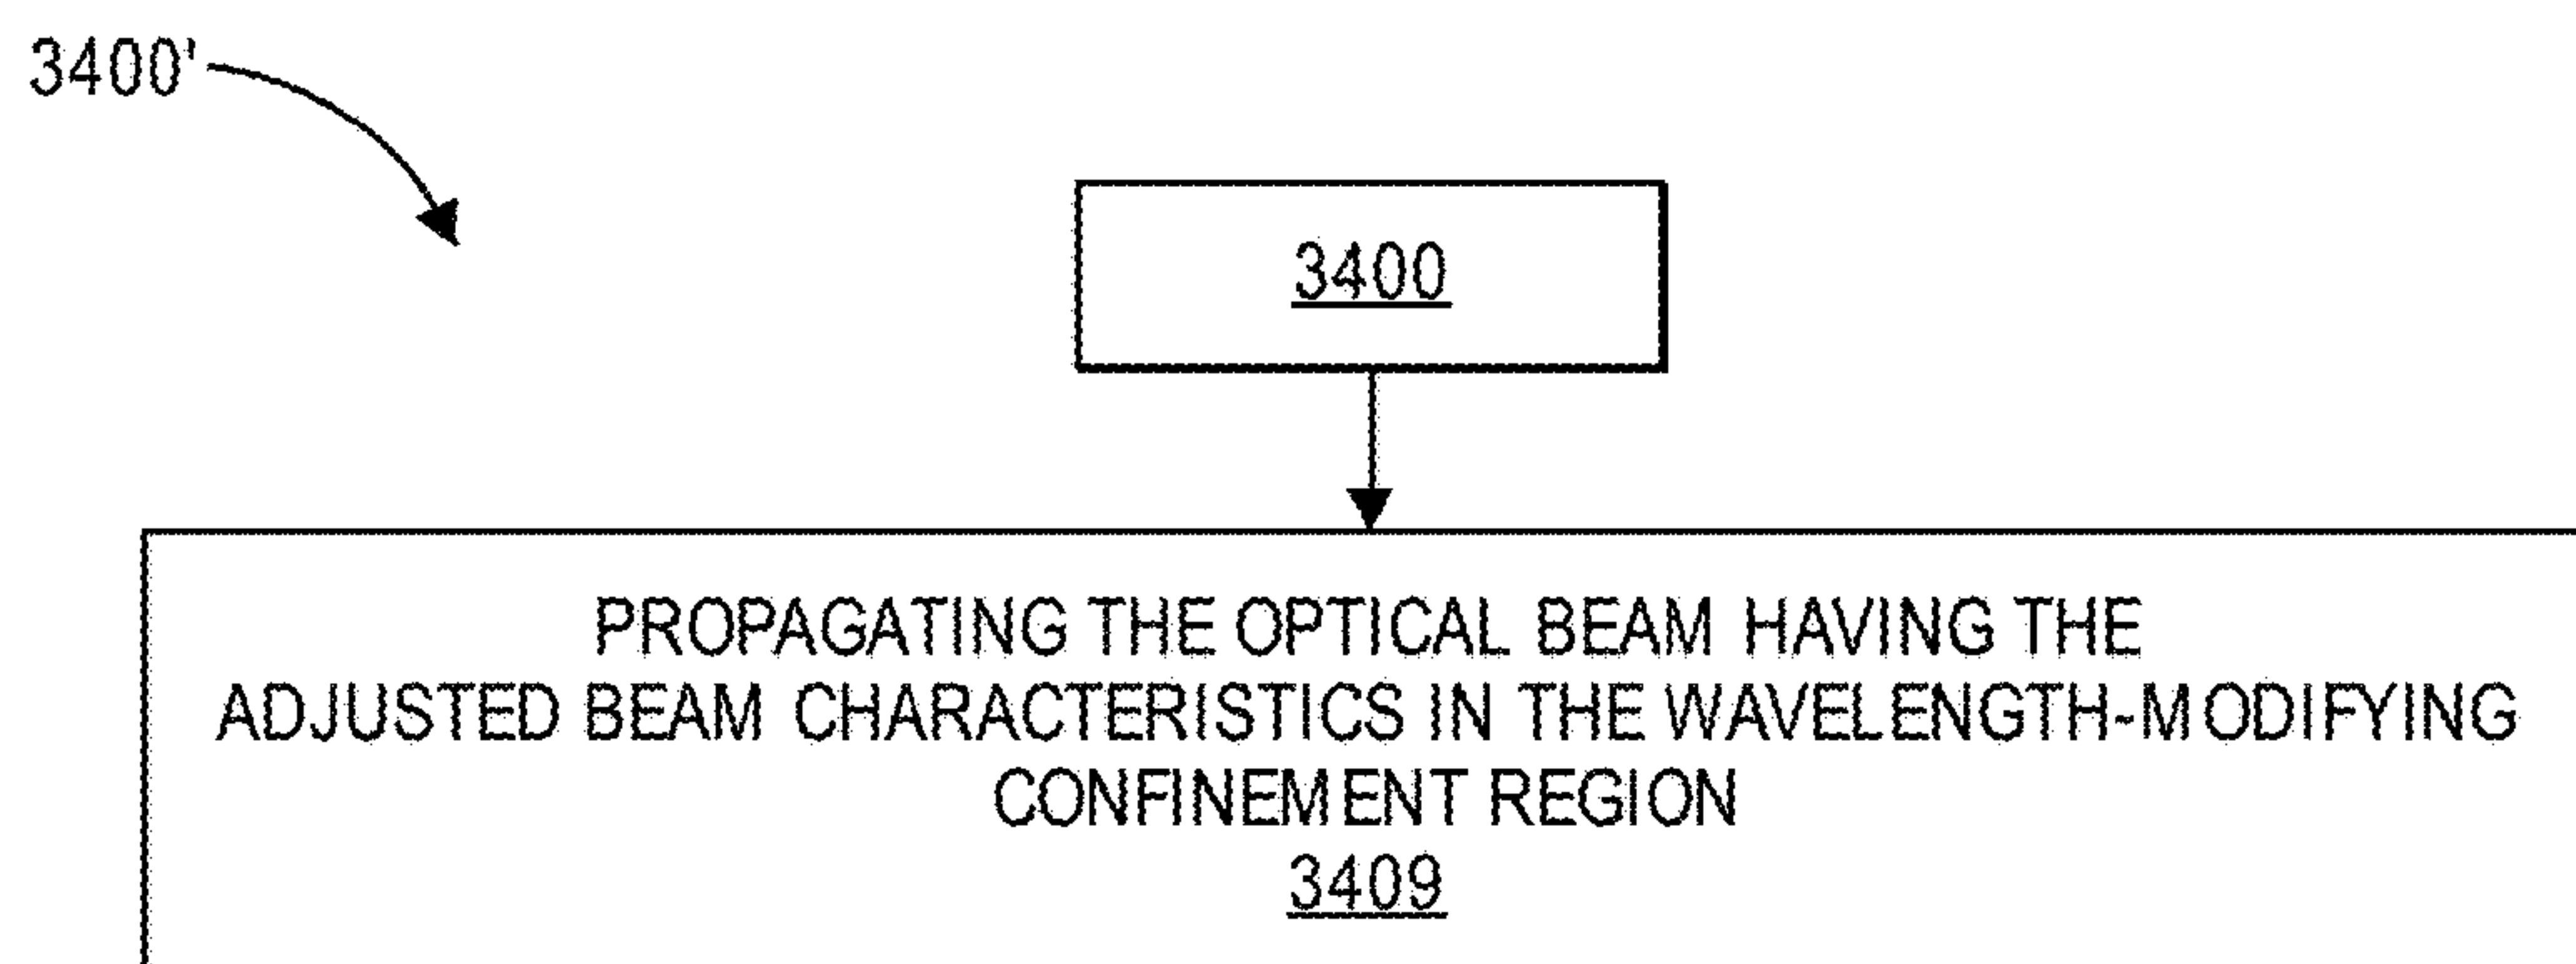 3400'
3400
PROPAGATING THE OPTICAL BEAM HAVING THE
ADJUSTED BEAM CHARACTERISTICS IN THE WAVELENGTH-MODIFYING
CONFINEMENT REGION
3409